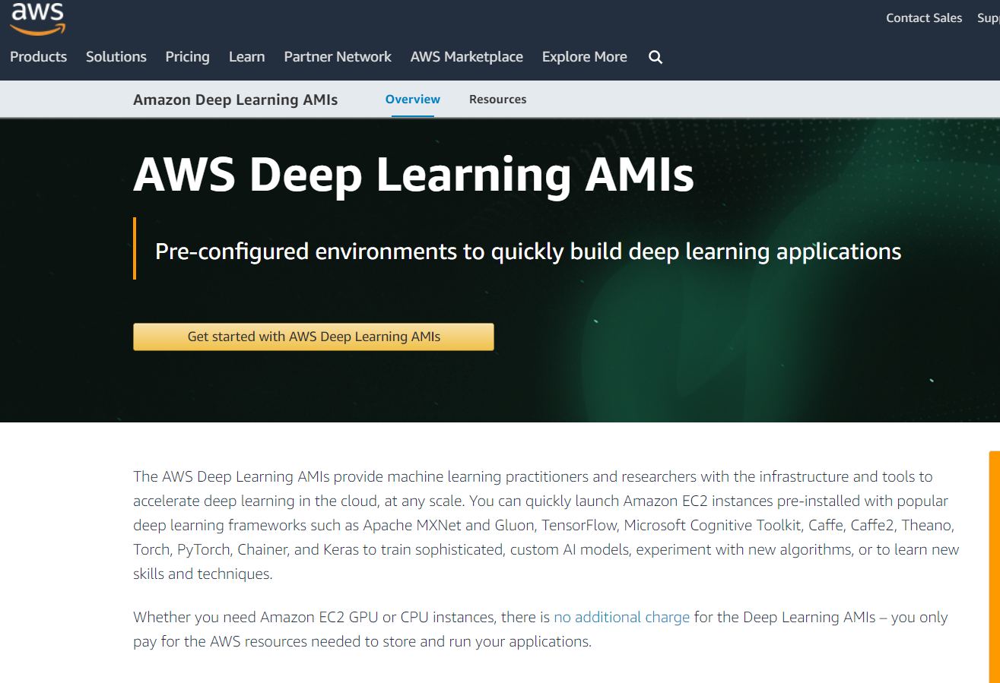 aws
Contact Sales
Products Solutions Pricing Learn Partner Network AWS Marketplace Explore More
Amazon Deep Learning AMIs Overview Resources
AWS Deep Learning AMIs
Pre-configured environments to quickly build deep learning applications
Get started with AWS Deep Learning AMIs
The AWS Deep Learning AMIs provide machine learning practitioners and researchers with the infrastructure and tools to
accelerate deep learning in the cloud, at any scale. You can quickly launch Amazon EC2 instances pre-installed with popular
deep learning frameworks such as Apache MXNet and Gluon, TensorFlow, Microsoft Cognitive Toolkit, Caffe, Caffe2, Theano,
Torch, PyTorch, Chainer, and Keras to train sophisticated, custom AI models, experiment with new algorithms, or to learn new
skills and techniques.
Whether you need Amazon EC2 GPU or CPU instances, there is no additional charge for the Deep Learning AMIs – you only
pay for the AWS resources needed to store and run your applications.